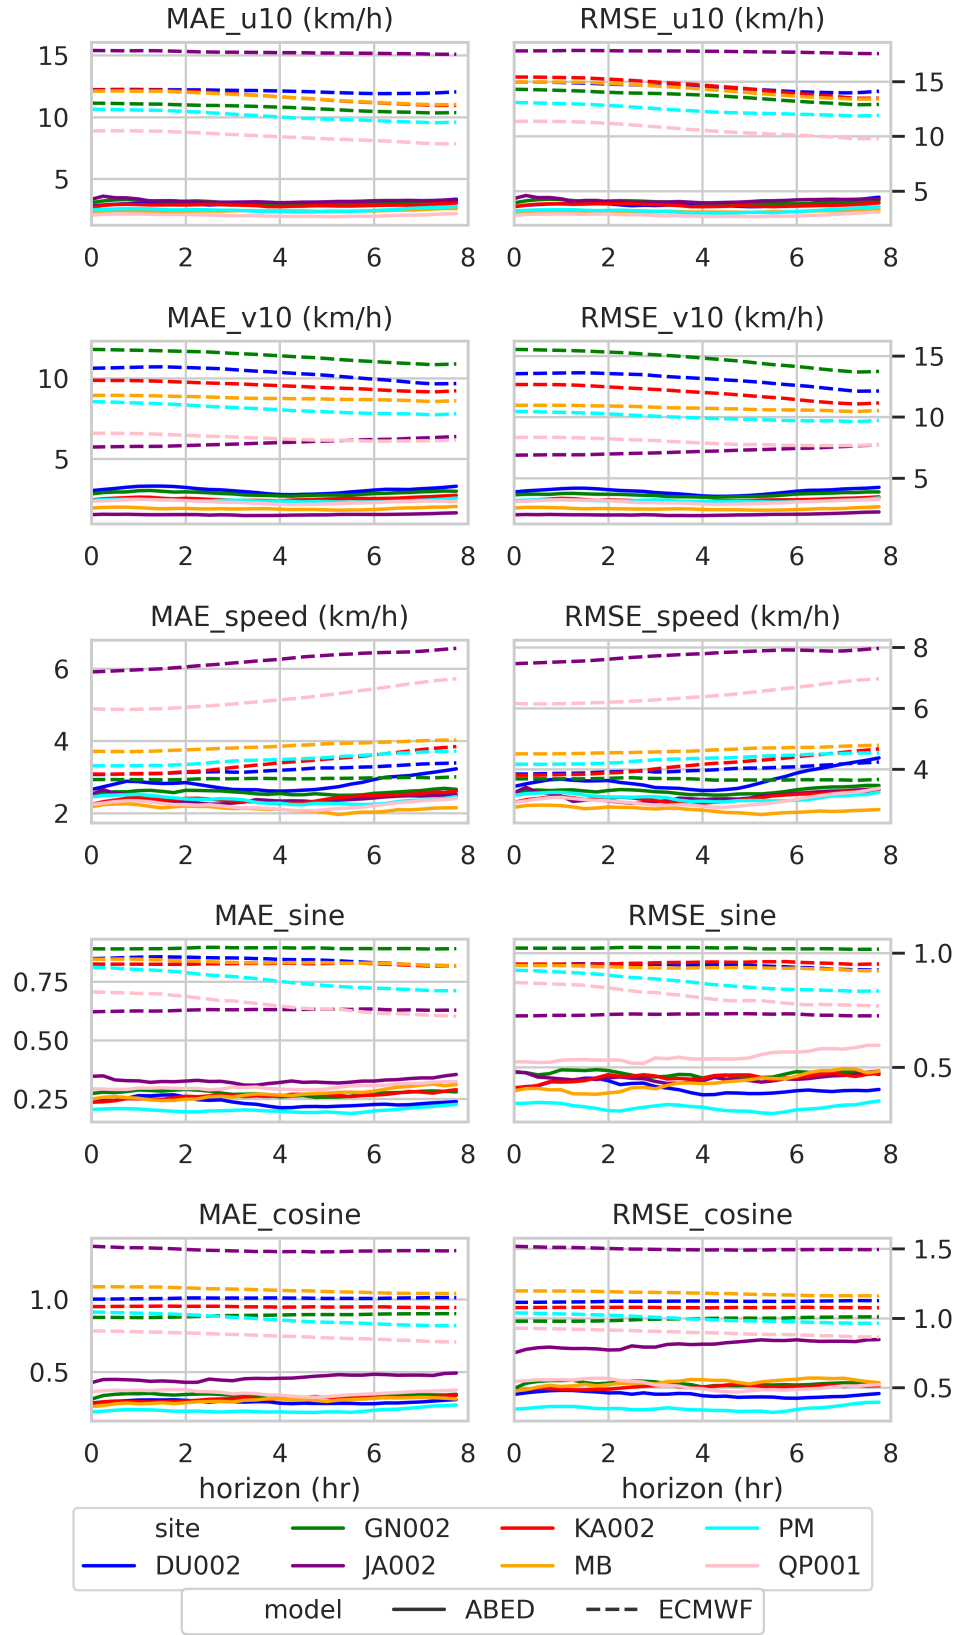 MAE_u10 (km/h) RMSE_u10 (km/h)
15
10
5
15
10
5
0 2 4 6 8 0 2 4 6 8
MAE_v10 (km/h) RMSE_v10 (km/h)
10
5
15
10
5
0 2 4 6 8 0 2 4 6 8
MAE_speed (km/h) RMSE_speed (km/h)
6
4
2
8
6
4
0 2 4 6 8 0 2 4 6 8
MAE_sine RMSE_sine
0.75
0.50
0.25
1.0
0.5
0 2 4 6 8 0 2 4 6 8
MAE_cosine RMSE_cosine
1.0
0.5
1.5
1.0
0.5
0 2 4 6 8 0 2 4 6 8
horizon (hr) horizon (hr)
site GN002 KA002 PM
DU002 JA002 MB QP001
model ABED ECMWF